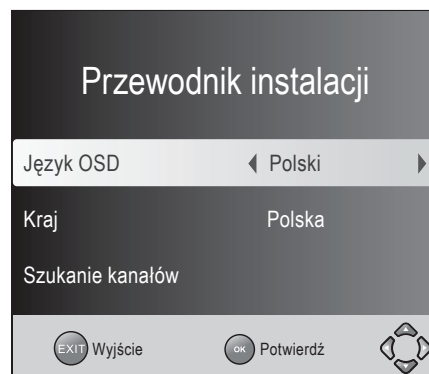 Przewodnik instalacji
Język OSD Polski
Kraj Polska
Szukanie kanałów
EXIT Wyjście OK Potwierdź